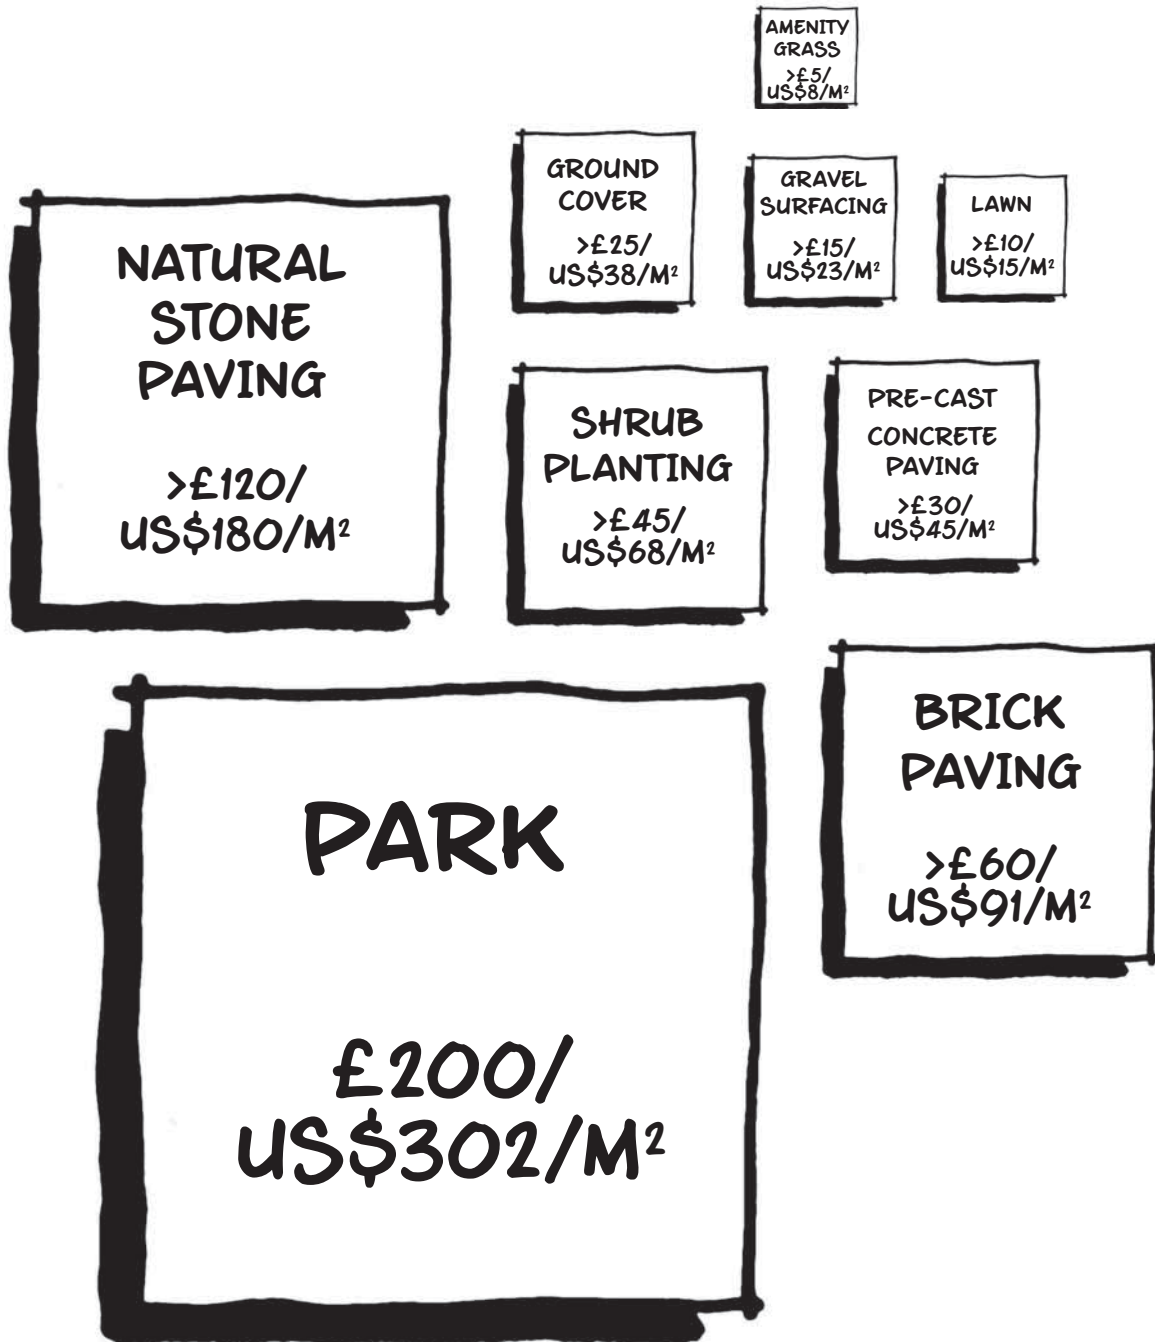 AMENITY
GRASS
>£5/
US$8/M²
GROUND
COVER
>£25/
US$38/M²
GRAVEL
SURFACING
>£15/
US$23/M²
LAWN
>£10/
US$15/M²
NATURAL
STONE
PAVING
>£120/
US$180/M²
SHRUB
PLANTING
>£45/
US$68/M²
PRE-CAST
CONCRETE
PAVING
>£30/
US$45/M²
PARK
£200/
US$302/M²
BRICK
PAVING
>£60/
US$91/M²